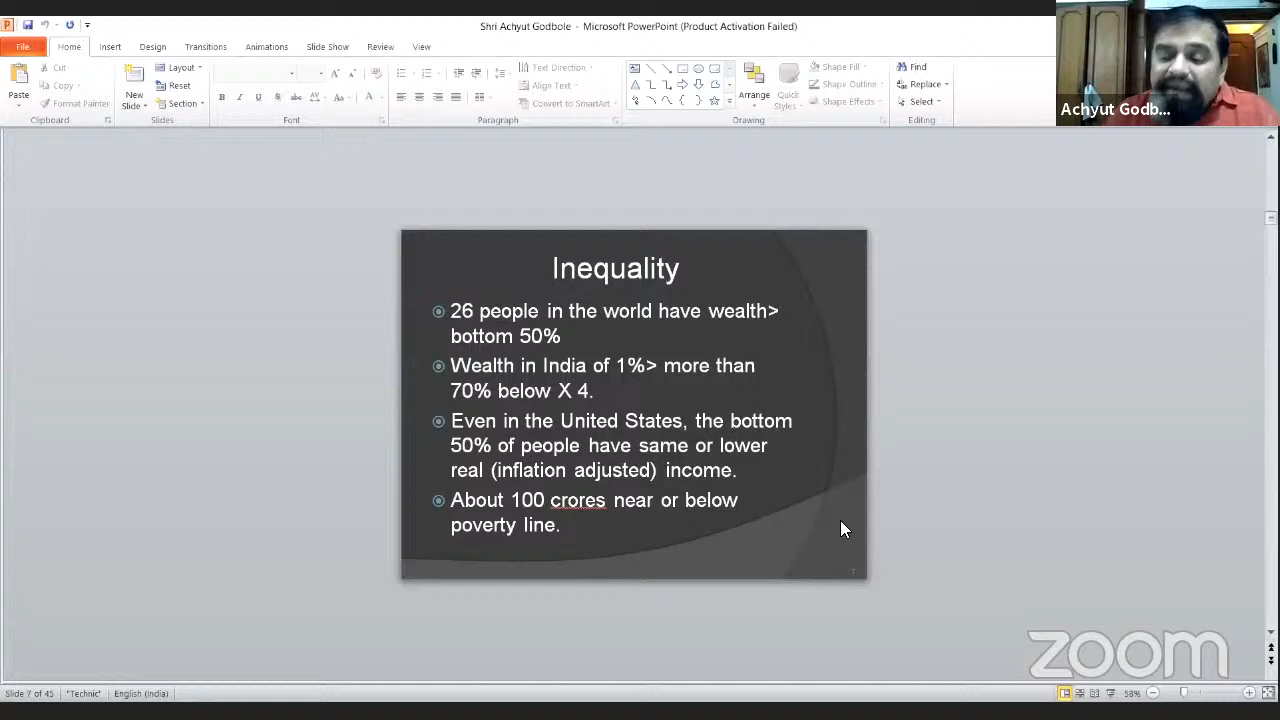 Shri Achyut Godbole - Microsoft PowerPoint (Product Activation Failed)
File Home Insert Design Transitions Animations Slide Show Review View
Cut
Copy
Format Painter
Paste
Clipboard
New
Slide
Layout
Reset
Section
Slides
Font
Text Direction
Align Text
Convert to SmartArt
Paragraph
Arrange
Quick
Styles
Shape Fill
Shape Outline
Shape Effects
Drawing
Find
Replace
Select
Editing
Achyut Godb...
Inequality
26 people in the world have wealth>
bottom 50%
Wealth in India of 1%> more than
70% below X 4.
Even in the United States, the bottom
50% of people have same or lower
real (inflation adjusted) income.
About 100 crores near or below
poverty line.
7
zoom
Slide 7 of 45 "Technic" English (India) 58%